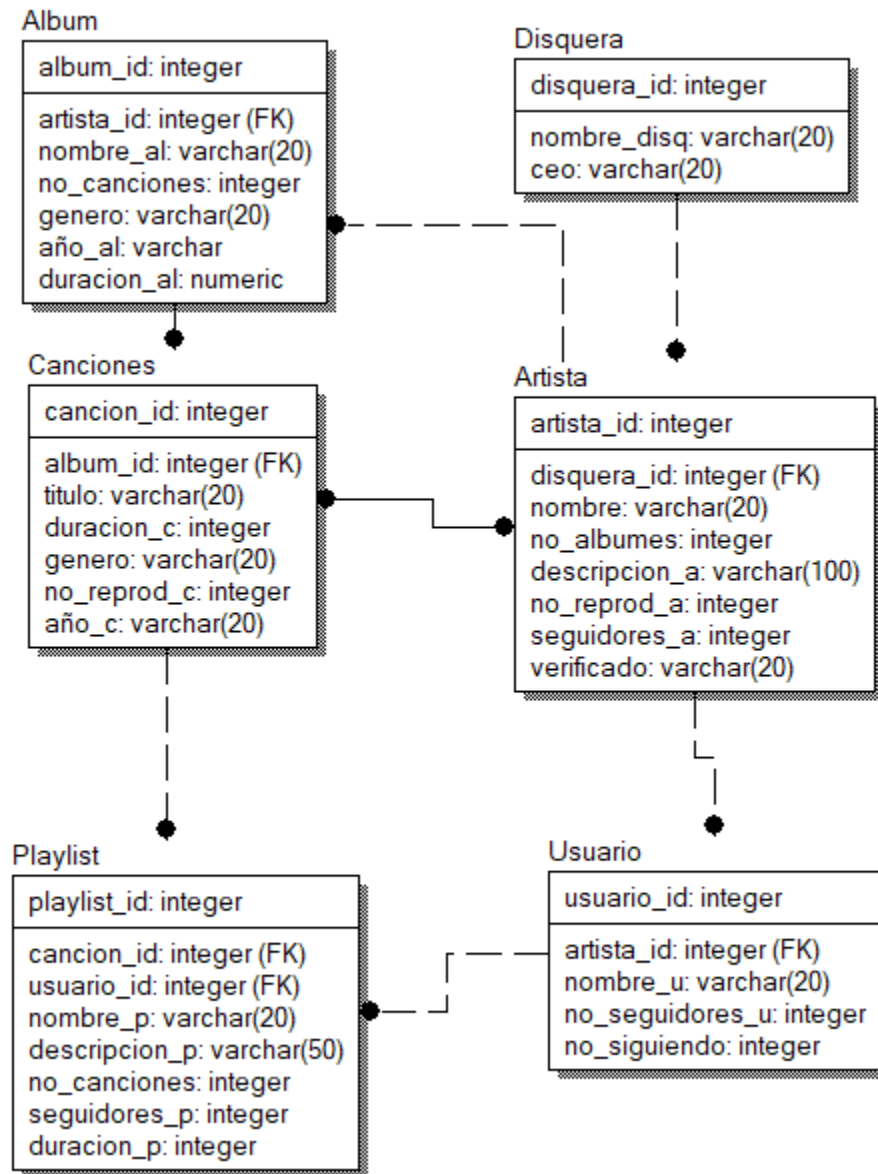 Album
album_id: integer
artista_id: integer (FK)
nombre_al: varchar(20)
no_canciones: integer
genero: varchar(20)
año_al: varchar
duracion_al: numeric
Disquera
disquera_id: integer
nombre_disq: varchar(20)
ceo: varchar(20)
Canciones
cancion_id: integer
album_id: integer (FK)
titulo: varchar(20)
duracion_c: integer
genero: varchar(20)
no_reprod_c: integer
año_c: varchar(20)
Artista
artista_id: integer
disquera_id: integer (FK)
nombre: varchar(20)
no_albumes: integer
descripcion_a: varchar(100)
no_reprod_a: integer
seguidores_a: integer
verificado: varchar(20)
Playlist
playlist_id: integer
cancion_id: integer (FK)
usuario_id: integer (FK)
nombre_p: varchar(20)
descripcion_p: varchar(50)
no_canciones: integer
seguidores_p: integer
duracion_p: integer
Usuario
usuario_id: integer
artista_id: integer (FK)
nombre_u: varchar(20)
no_seguidores_u: integer
no_siguiendo: integer